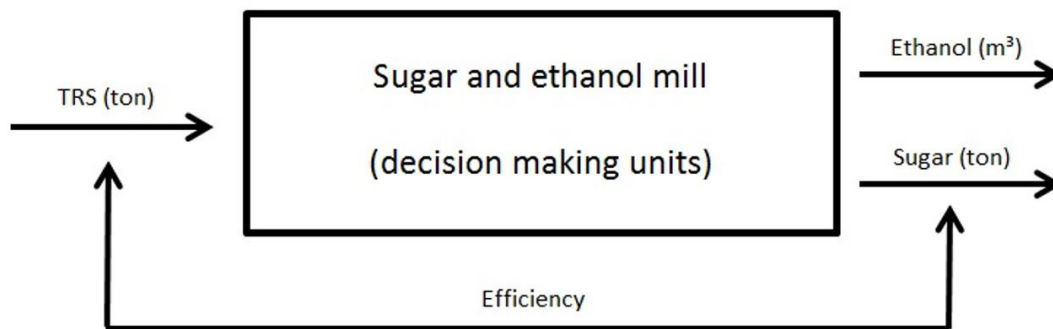 TRS (ton)
Sugar and ethanol mill
(decision making units)
Ethanol (m³)
Sugar (ton)
Efficiency